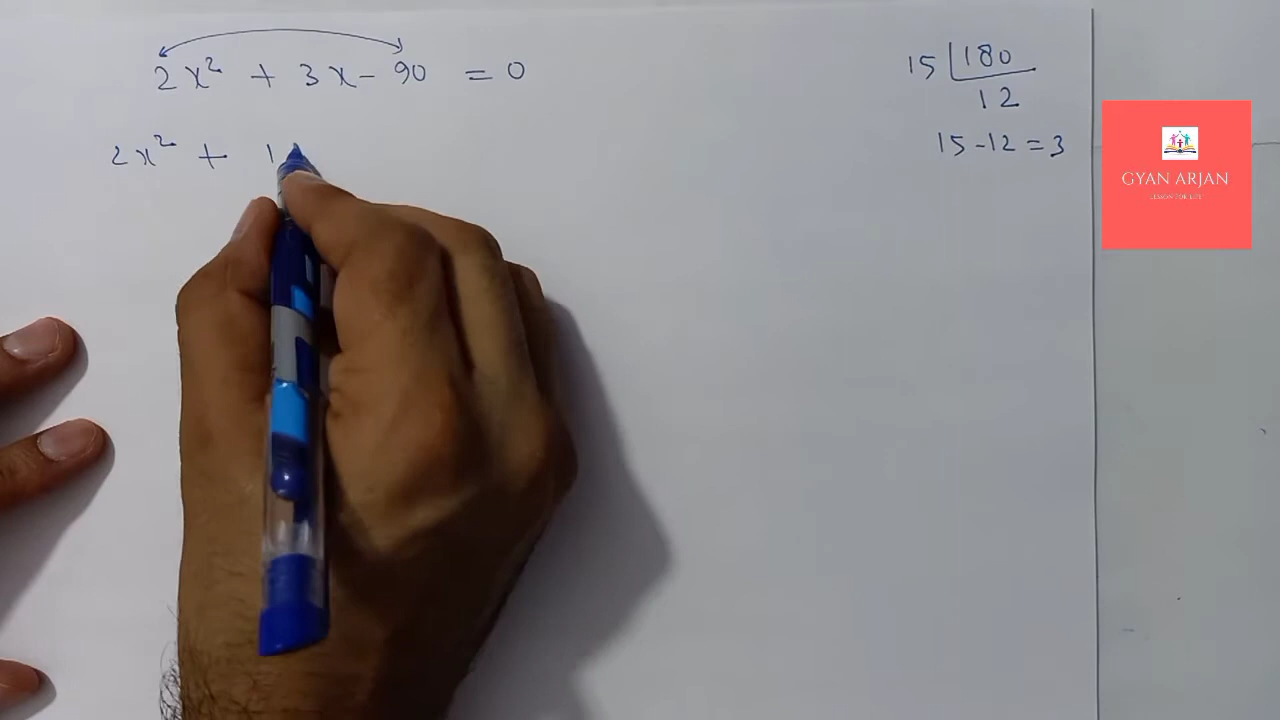 2x² + 3x - 90 = 0
15 | 180
12
15 - 12 = 3
2x² + 1
GYAN ARJAN